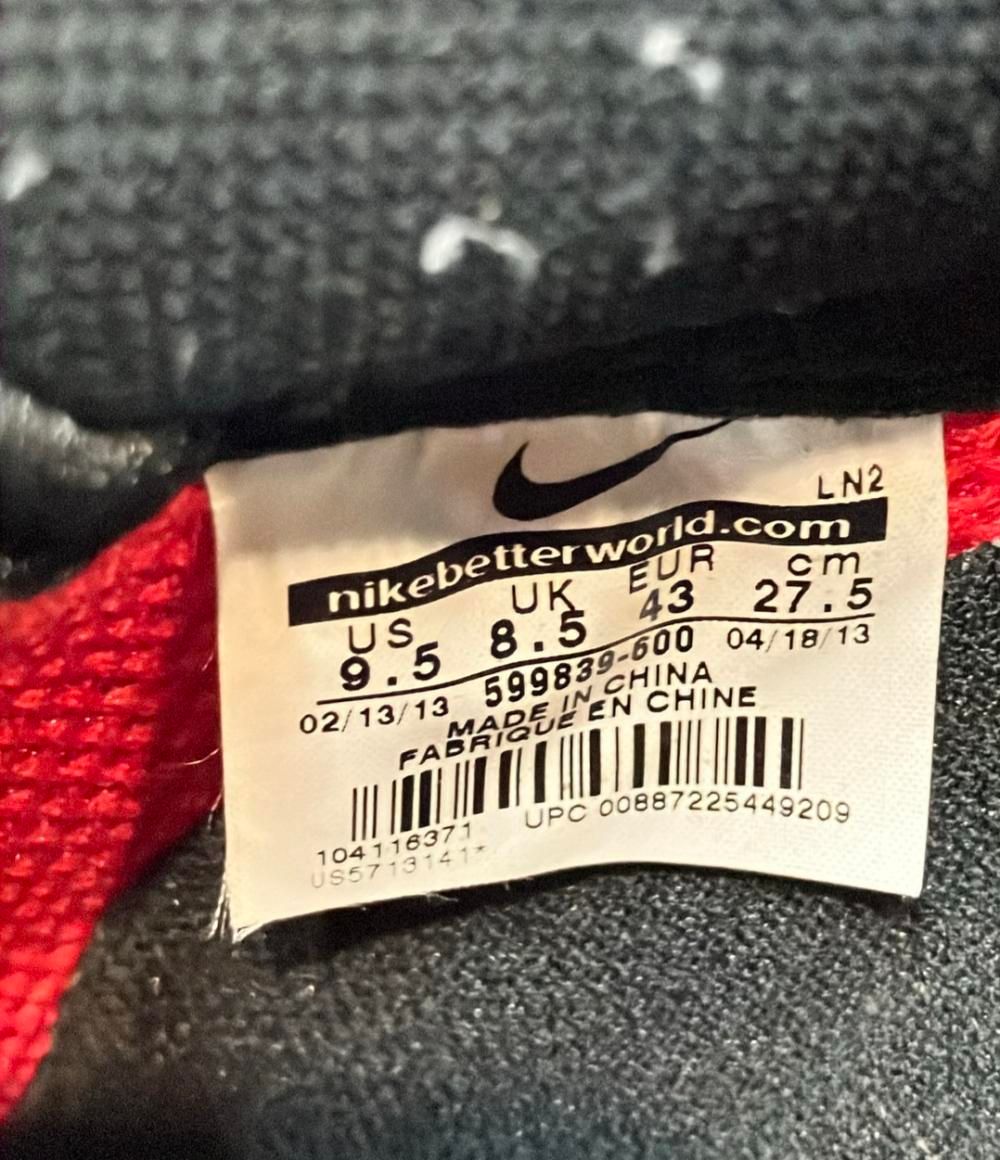 LN2
nikebetterworld.com
US UK EUR cm
9.5 8.5 43 27.5
02/13/13 599839-600 04/18/13
MADE IN CHINA
FABRIQUE EN CHINE
UPC 00887225449209
104116371
US5713141*